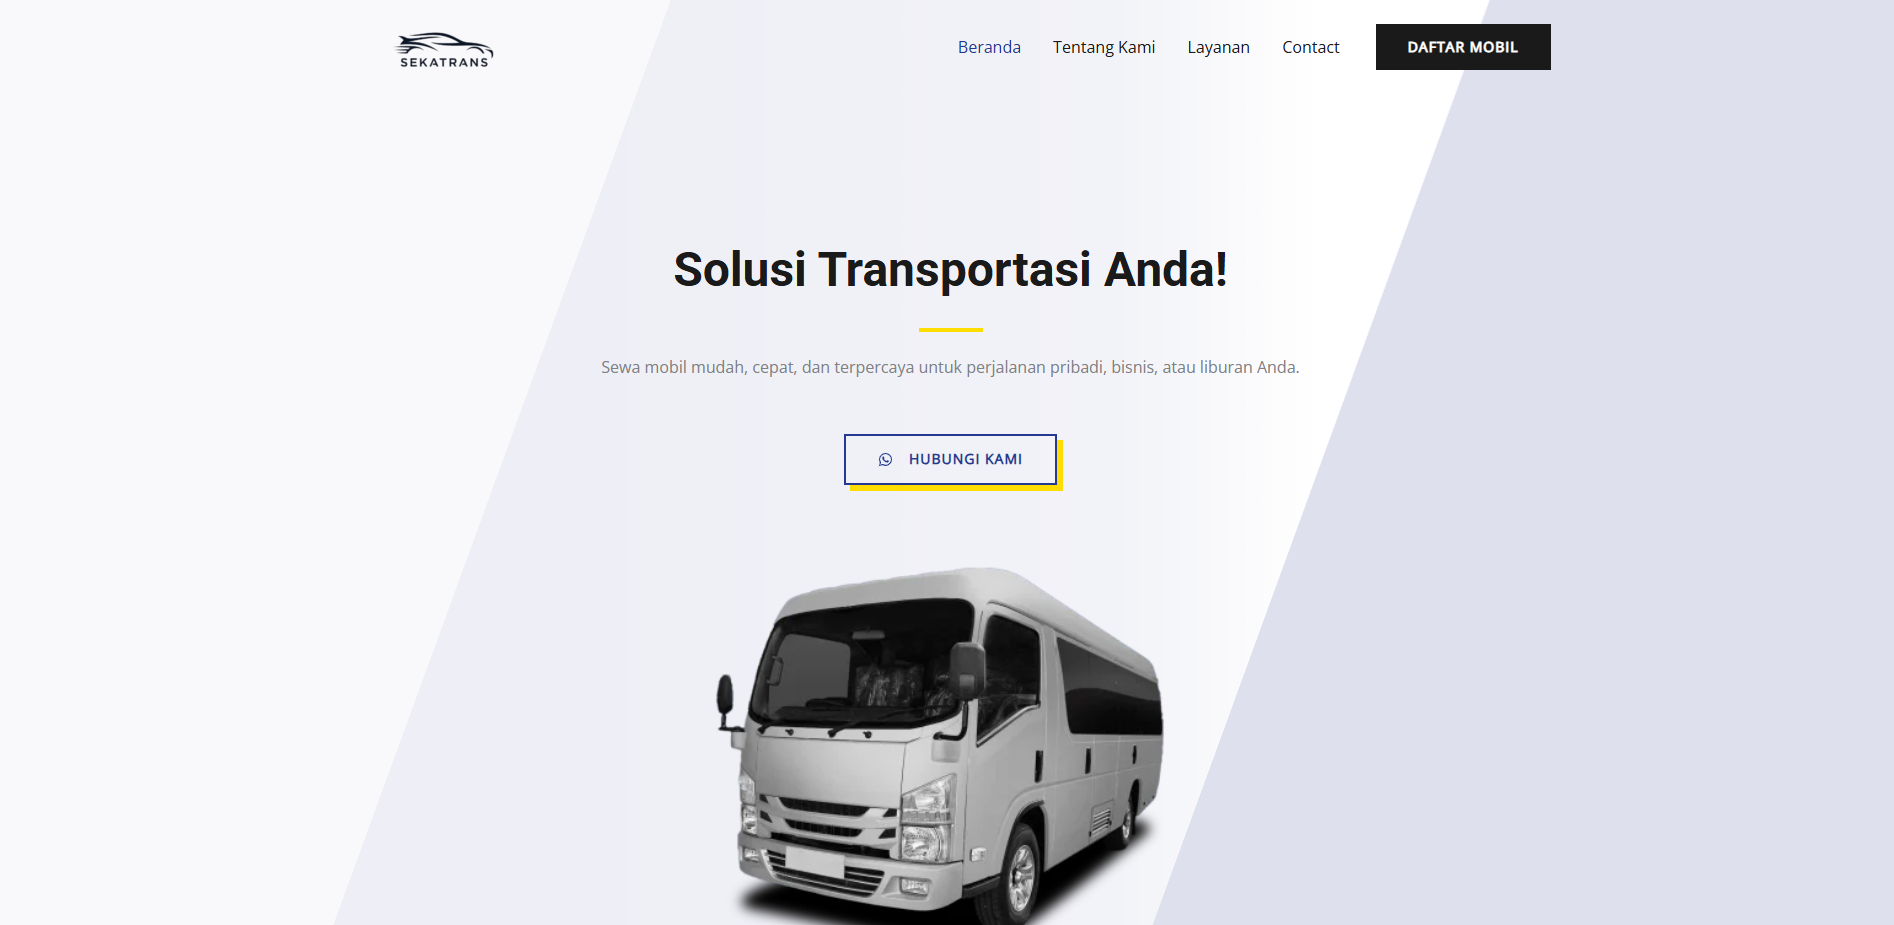 SEKATRANS
Beranda Tentang Kami Layanan Contact DAFTAR MOBIL
Solusi Transportasi Anda!
Sewa mobil mudah, cepat, dan terpercaya untuk perjalanan pribadi, bisnis, atau liburan Anda.
HUBUNGI KAMI